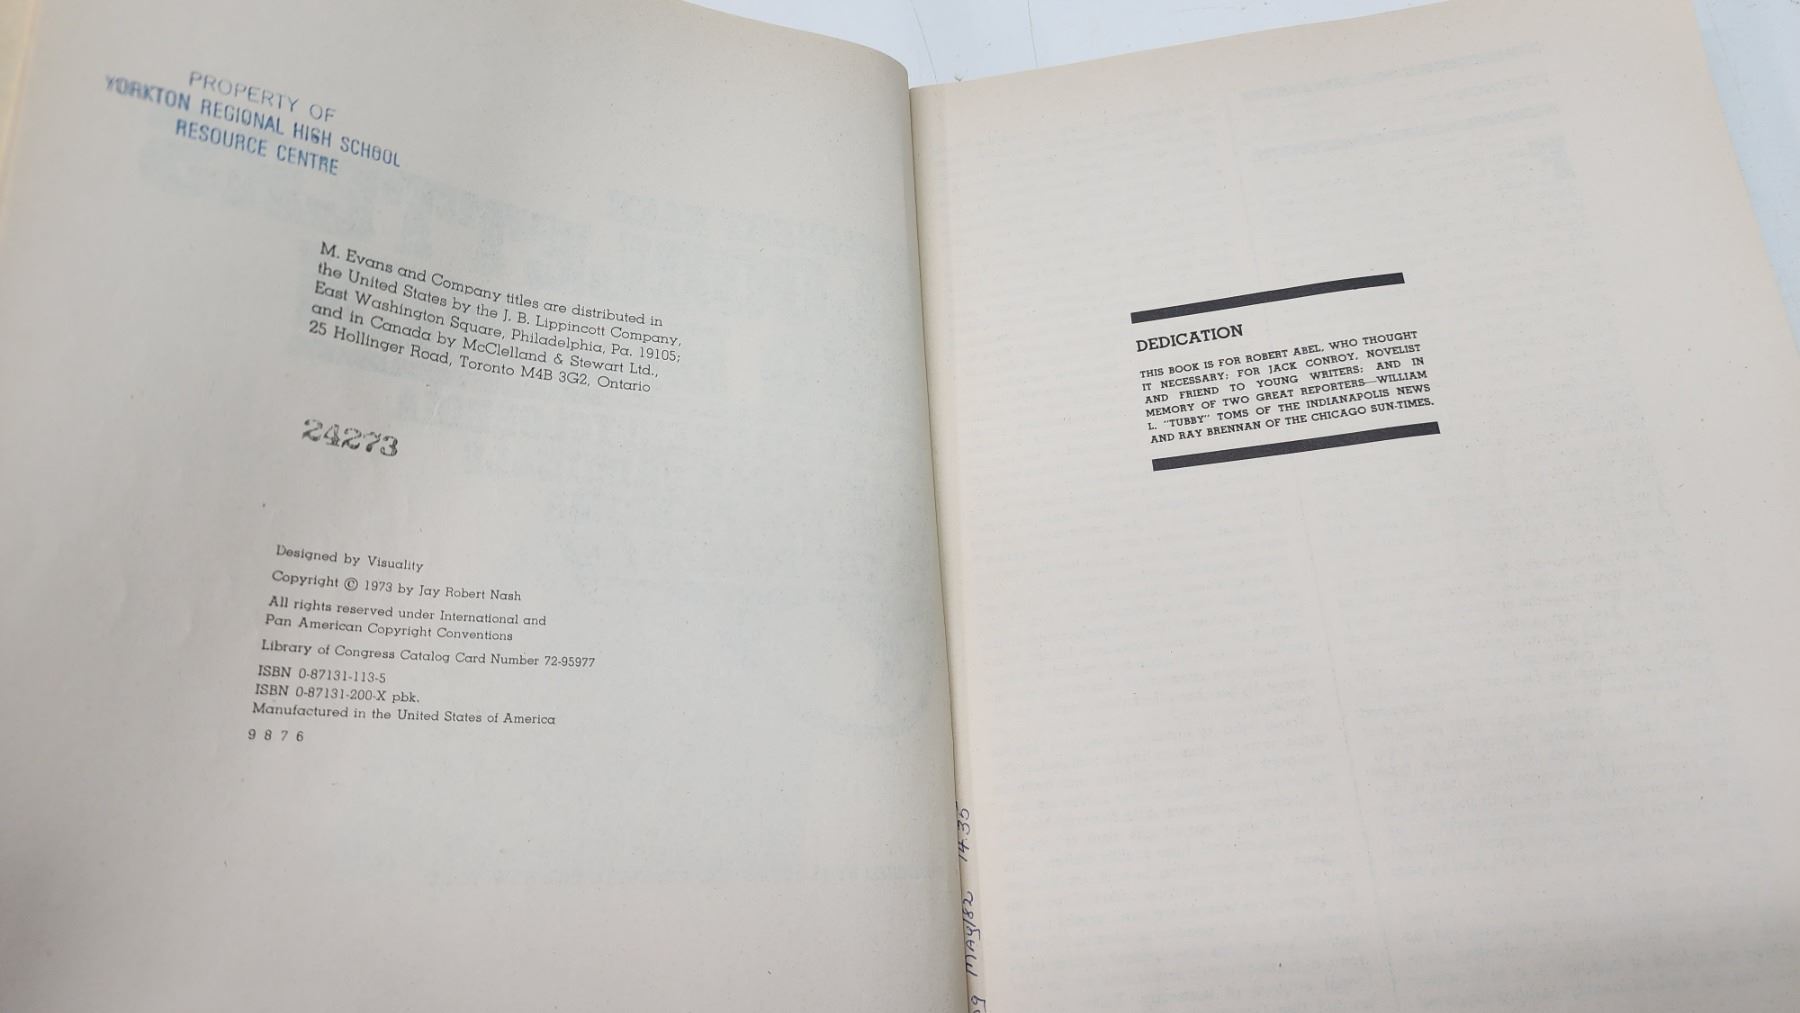 PROPERTY OF
YORKTON REGIONAL HIGH SCHOOL
RESOURCE CENTRE
M. Evans and Company titles are distributed in
the United States by the J. B. Lippincott Company,
East Washington Square, Philadelphia, Pa. 19105;
and in Canada by McClelland & Stewart Ltd.,
25 Hollinger Road, Toronto M4B 3G2, Ontario
24273
Designed by Visuality
Copyright © 1973 by Jay Robert Nash
All rights reserved under International and
Pan American Copyright Conventions
Library of Congress Catalog Card Number 72-95977
ISBN 0-87131-113-5
ISBN 0-87131-200-X pbk.
Manufactured in the United States of America
9 8 7 6
DEDICATION
THIS BOOK IS FOR ROBERT ABEL, WHO THOUGHT
IT NECESSARY; FOR JACK CONROY, NOVELIST
AND FRIEND TO YOUNG WRITERS; AND IN
MEMORY OF TWO GREAT REPORTERS—WILLIAM
L. "TUBBY" TOMS OF THE INDIANAPOLIS NEWS
AND RAY BRENNAN OF THE CHICAGO SUN-TIMES.
MAY/82 14.35